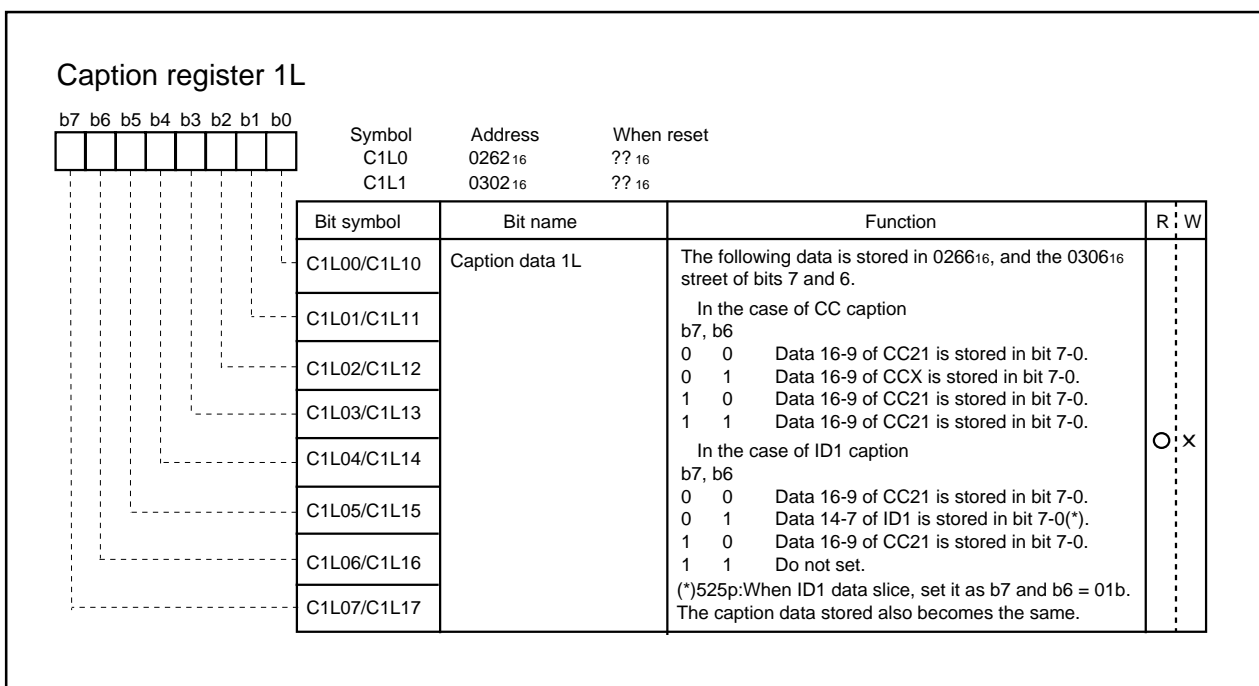 Caption register 1L
b7 b6 b5 b4 b3 b2 b1 b0
Symbol Address When reset
C1L0 026216 ??16
C1L1 030216 ??16
Bit symbol Bit name Function R W
C1L00/C1L10 Caption data 1L
The following data is stored in 026616, and the 030616
street of bits 7 and 6.
In the case of CC caption
b7, b6
0 0 Data 16-9 of CC21 is stored in bit 7-0.
0 1 Data 16-9 of CCX is stored in bit 7-0.
1 0 Data 16-9 of CC21 is stored in bit 7-0.
1 1 Data 16-9 of CC21 is stored in bit 7-0.
In the case of ID1 caption
b7, b6
0 0 Data 16-9 of CC21 is stored in bit 7-0.
0 1 Data 14-7 of ID1 is stored in bit 7-0(*).
1 0 Data 16-9 of CC21 is stored in bit 7-0.
1 1 Do not set.
(*)525p:When ID1 data slice, set it as b7 and b6 = 01b.
The caption data stored also becomes the same.
C1L01/C1L11
C1L02/C1L12
C1L03/C1L13
C1L04/C1L14
C1L05/C1L15
C1L06/C1L16
C1L07/C1L17
O X